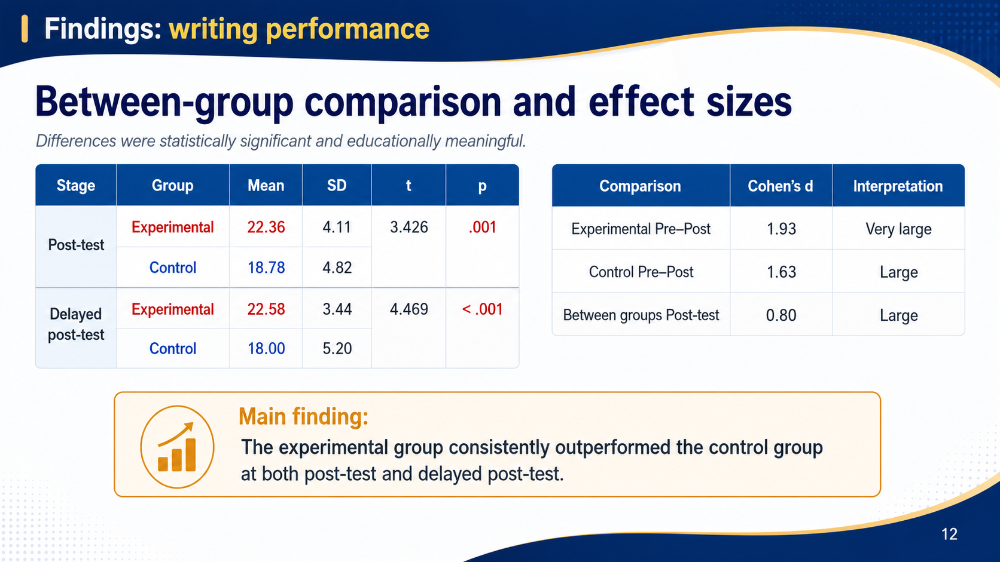 Findings: writing performance
Between-group comparison and effect sizes
Differences were statistically significant and educationally meaningful.
Stage Group Mean SD t p
Post-test Experimental 22.36 4.11 3.426 .001
Control 18.78 4.82
Delayed post-test Experimental 22.58 3.44 4.469 < .001
Control 18.00 5.20
Comparison Cohen's d Interpretation
Experimental Pre–Post 1.93 Very large
Control Pre–Post 1.63 Large
Between groups Post-test 0.80 Large
Main finding:
The experimental group consistently outperformed the control group
at both post-test and delayed post-test.
12